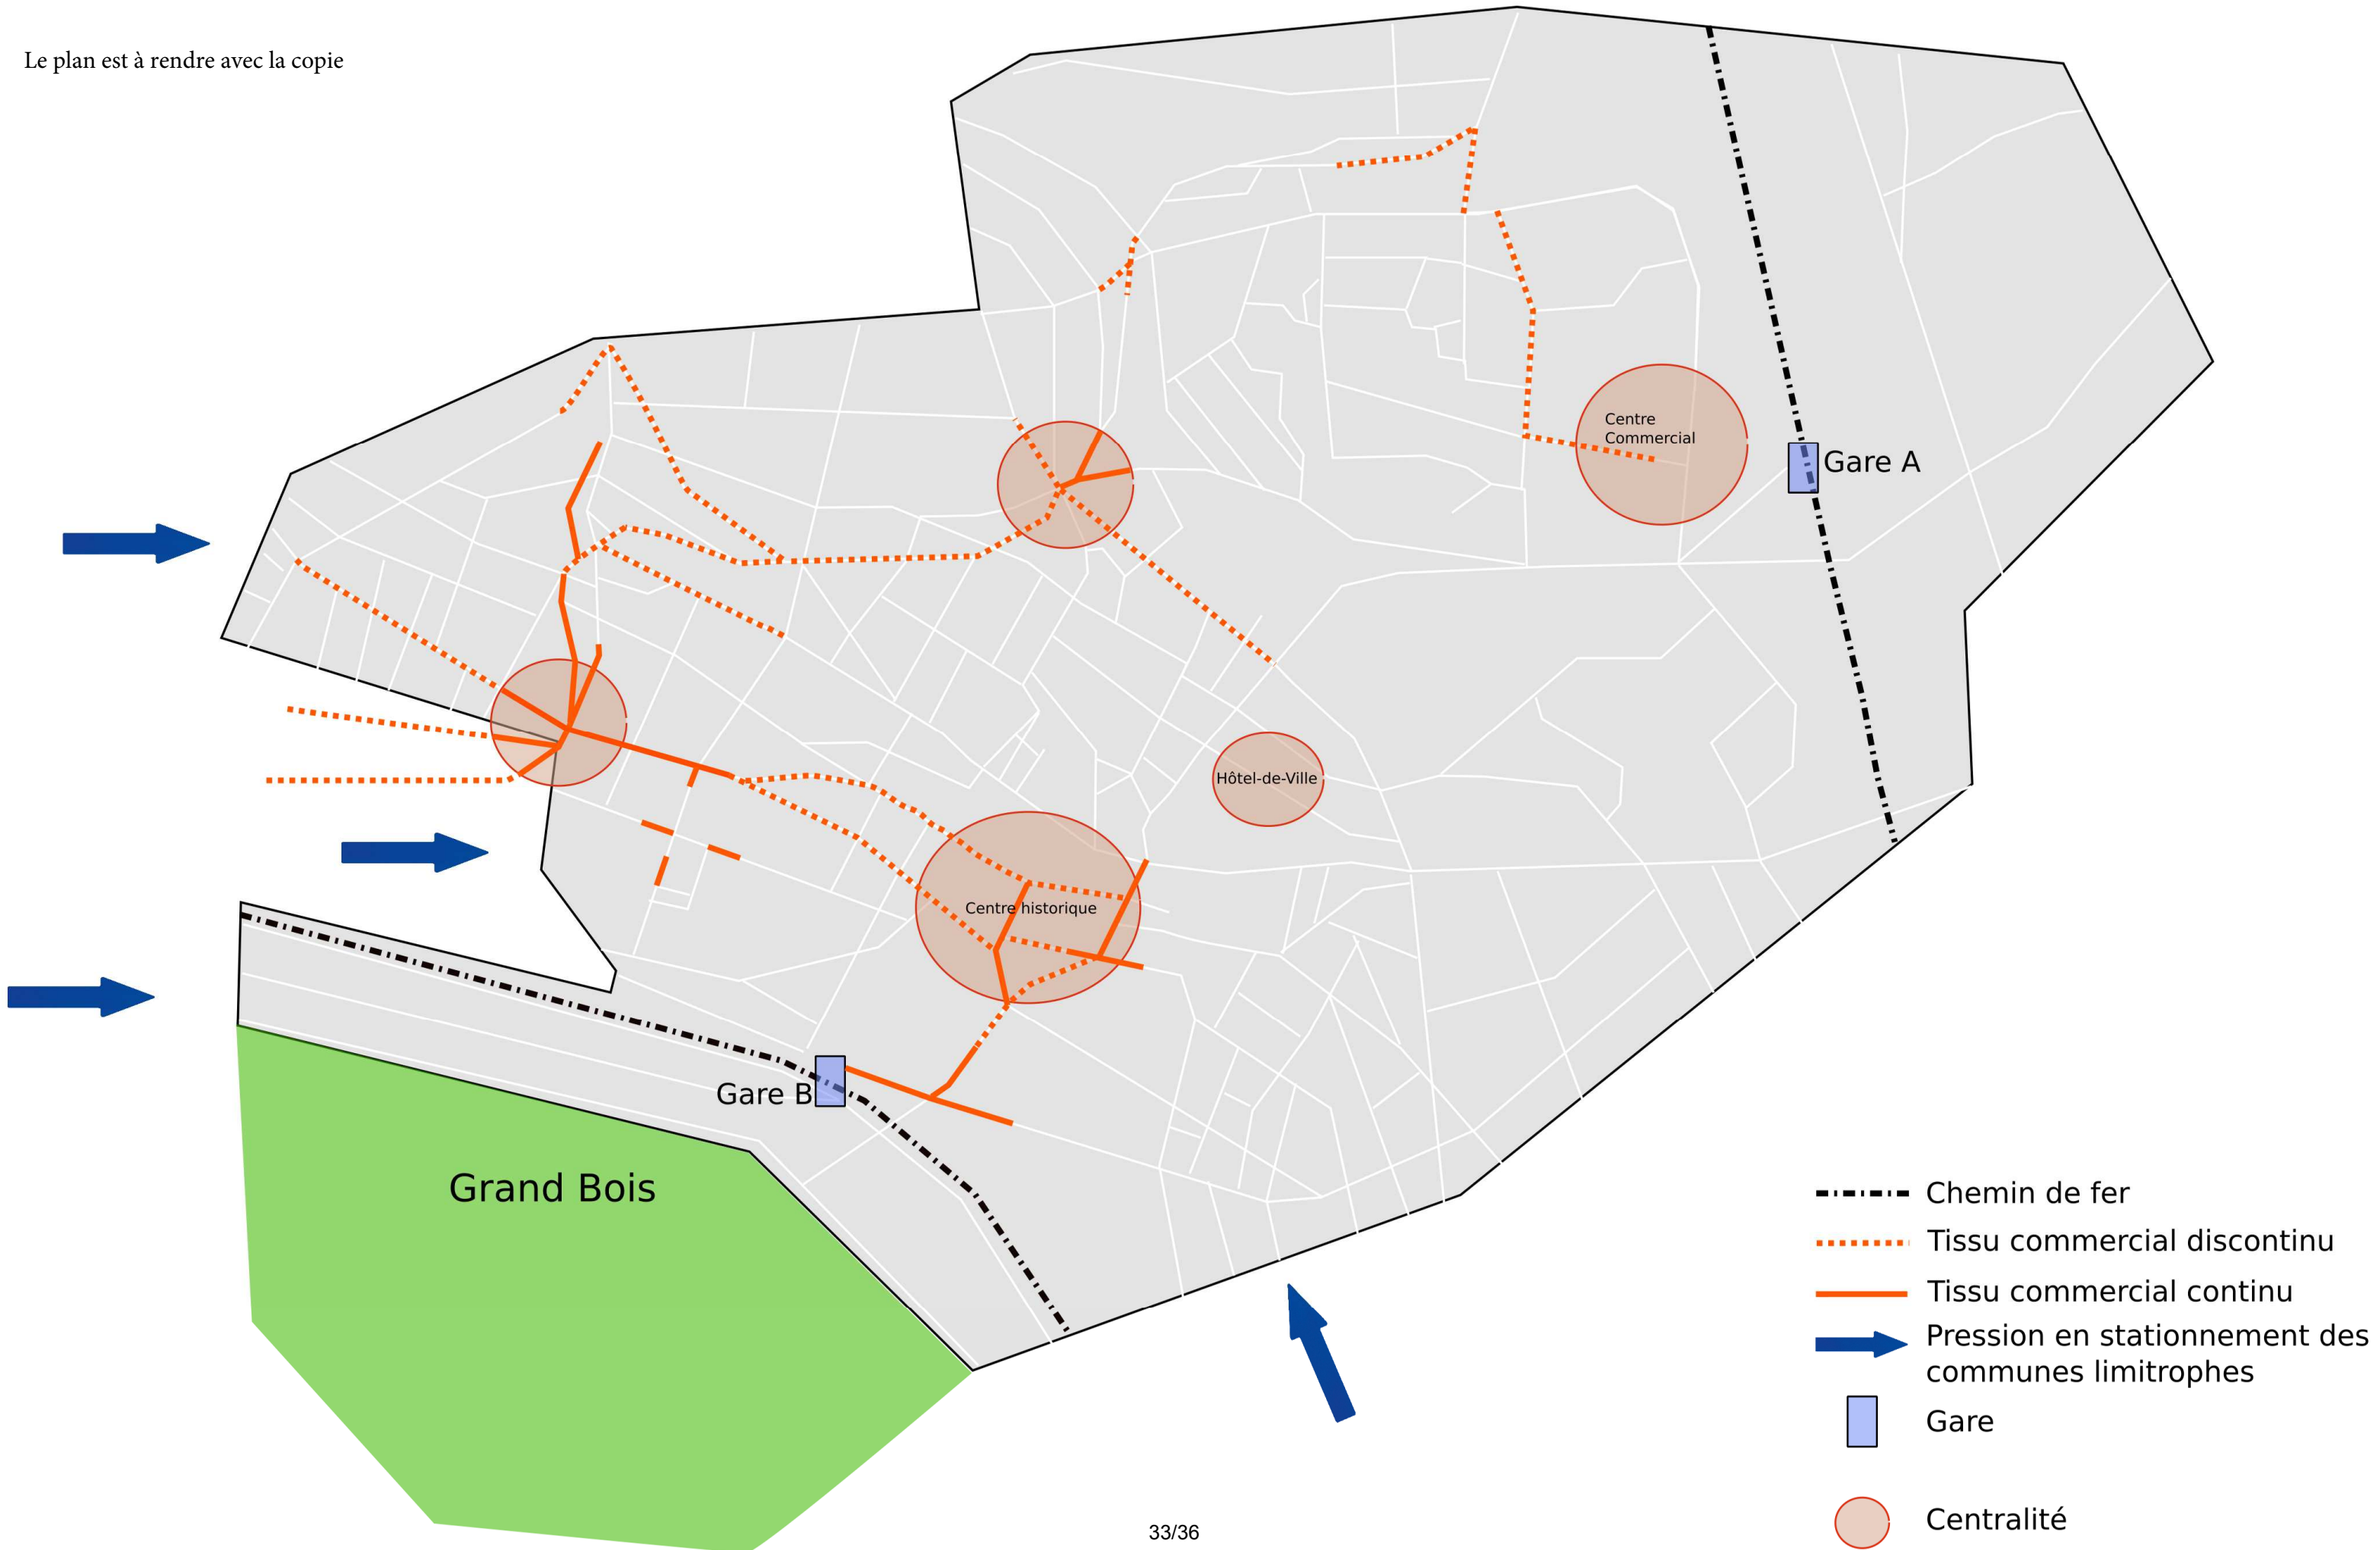 Le plan est à rendre avec la copie
Centre
Commercial
Gare A
Hôtel-de-Ville
Centre historique
Gare B
Grand Bois
Chemin de fer
Tissu commercial discontinu
Tissu commercial continu
Pression en stationnement des
communes limitrophes
Gare
Centralité
33/36